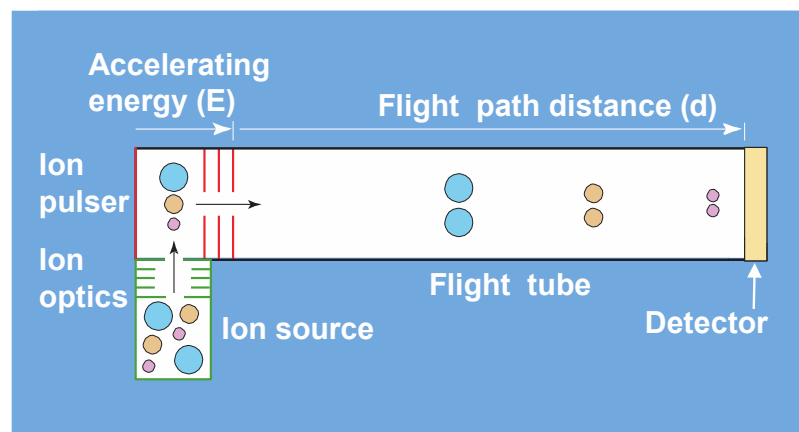 Accelerating
energy (E)
Flight path distance (d)
Ion
pulser
Ion
optics
Flight tube
Ion source
Detector